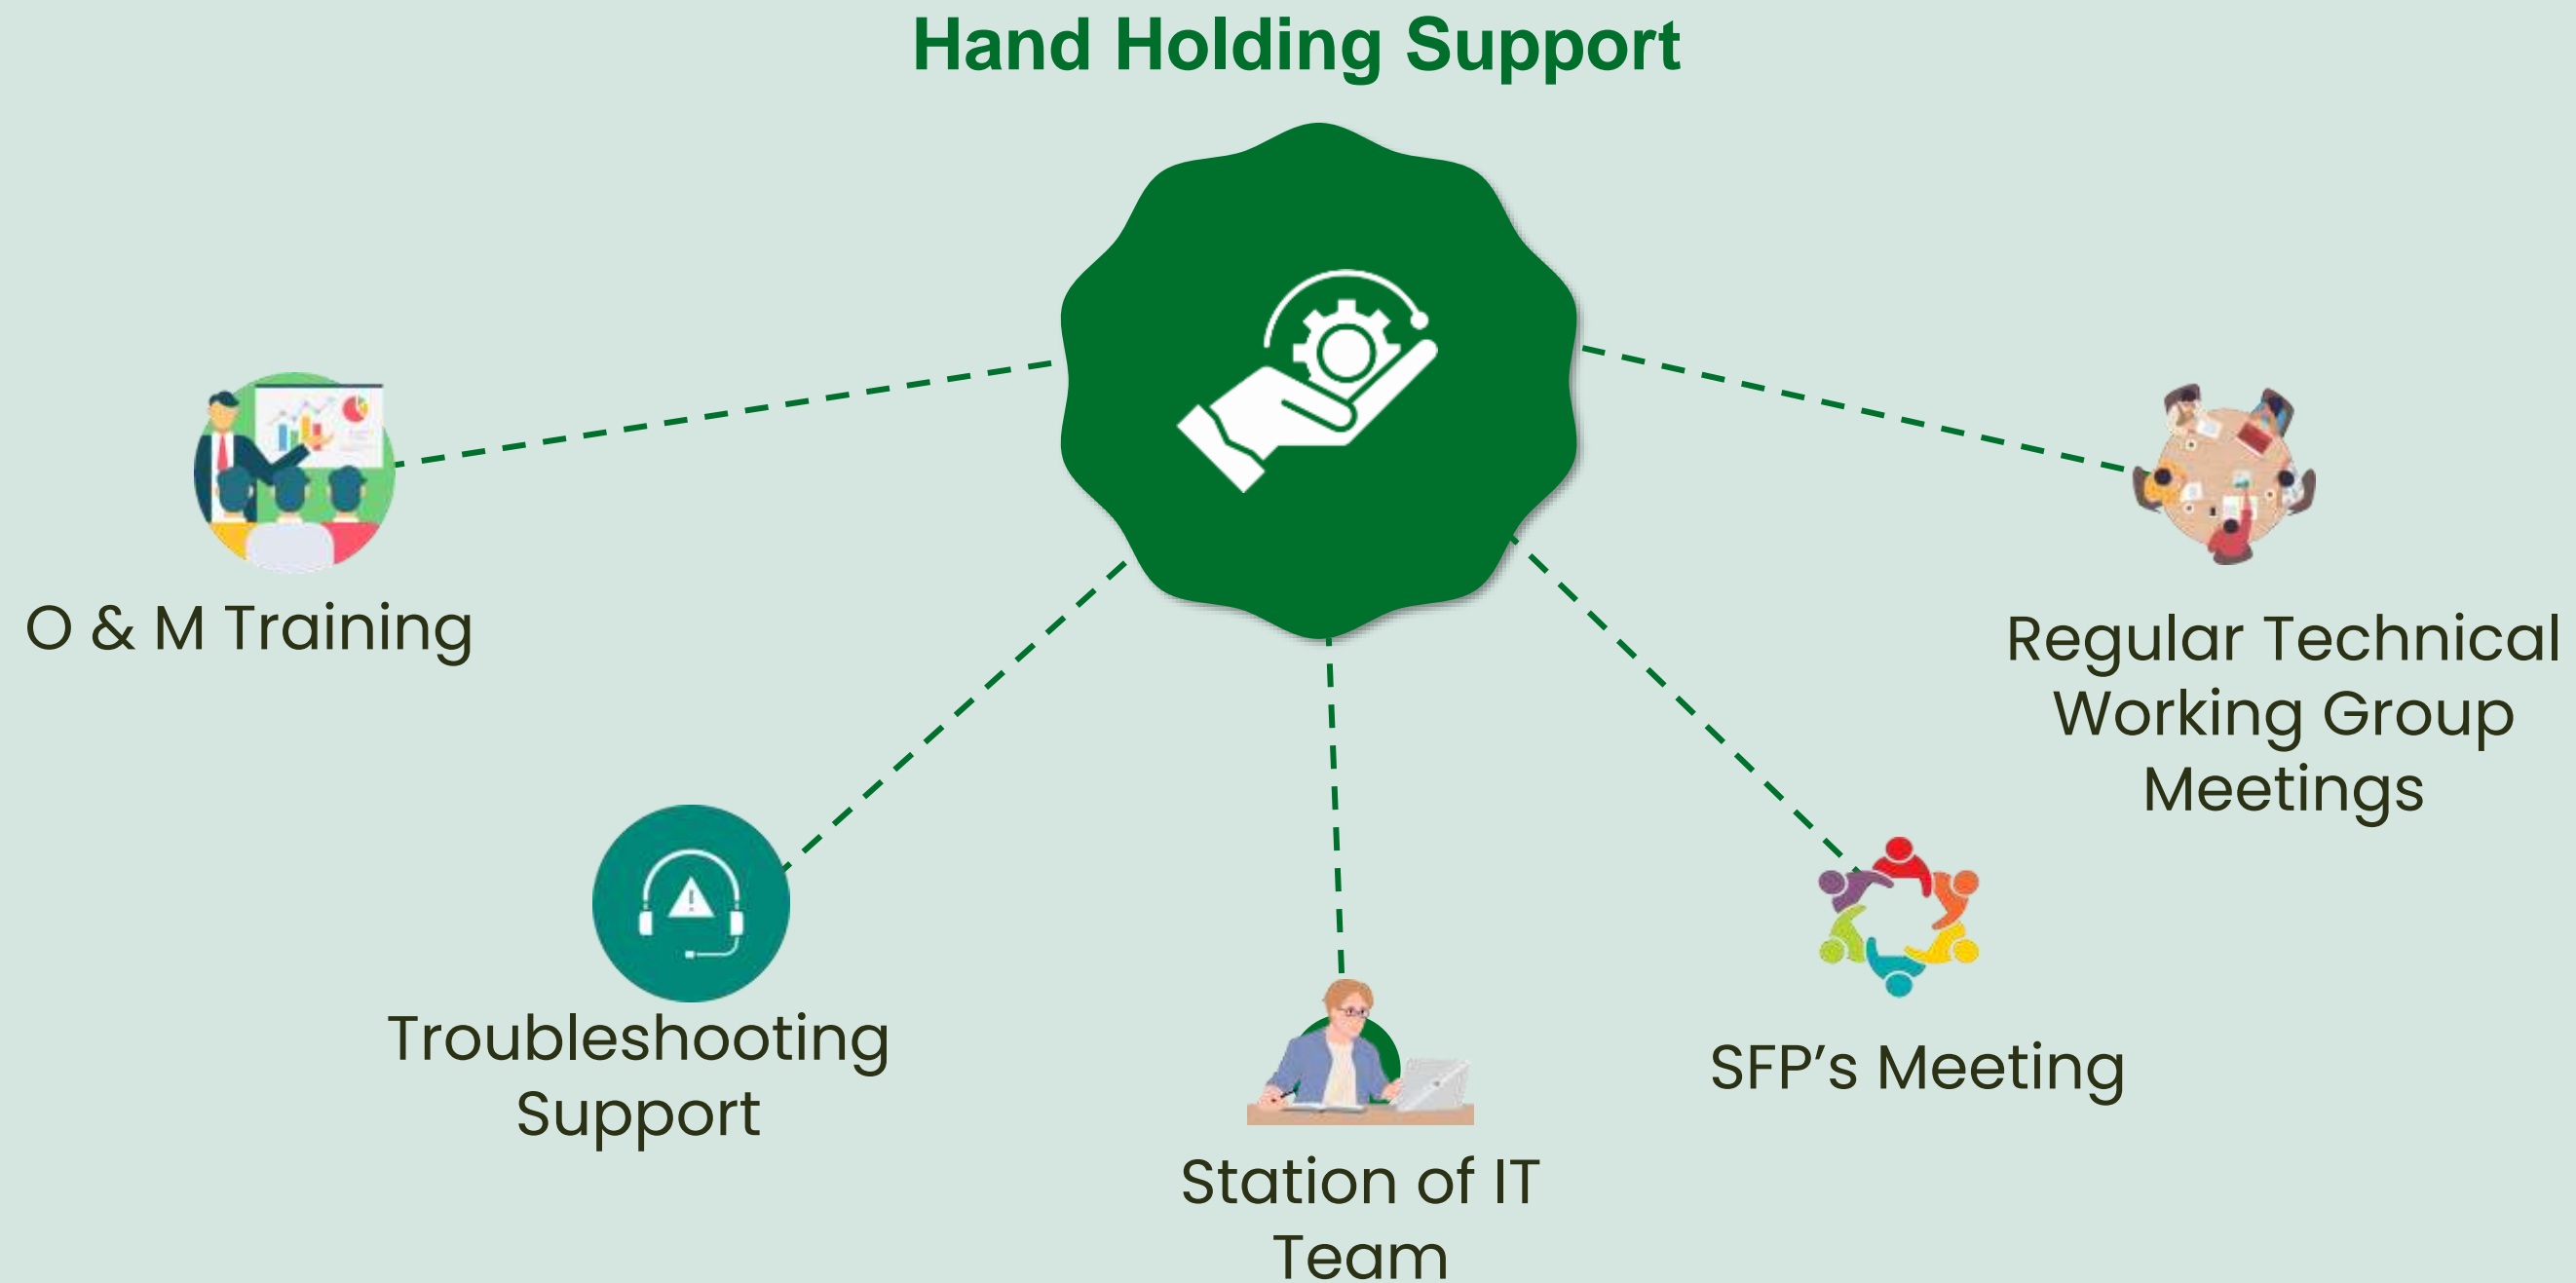 Hand Holding Support
O & M Training
Troubleshooting
Support
Station of IT
Team
SFP’s Meeting
Regular Technical
Working Group
Meetings